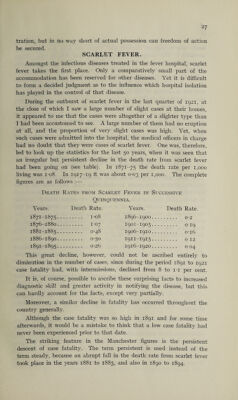 27
tration, but in no way short of actual possession can freedom of action
be secured.
SCARLET FEVER.
Amongst the infectious diseases treated in the fever hospital, scarlet
fever takes the first place. Only a comparatively small part of the
accommodation has been reserved for other diseases. Yet it is difficult
to form a decided judgment as to the influence which hospital isolation
has played in the control of that disease.
During the outburst of scarlet fever in the last quarter of 1921, at
the close of which I saw a large number of slight cases at their homes,
it appeared to me that the cases were altogether of a slighter type than
I had been accustomed to see. A large number of them had no eruption
at all, and the proportion of very slight cases was high. Yet, when
such cases were admitted into the hospital, the medical officers in charge
had no doubt that they were cases of scarlet fever. One was, therefore,
led to look up the statistics for the last 50 years, when it was seen that
an irregular but persistent decline in the death rate from scarlet fever
had been going on (see table). In 1871-75 the death rate per 1,000
living was 1·08. In 1917-19 it was about 0·03 per 1,000. The complete
figures are as follows :—
Death Rates from Scarlet Fever in Successive
Quinquennia.
Years. Death Rate. Years. Death Rate.
1871-1875......... 1·08 1896-1900......... 0·2
1876-1880......... 1·07 1901-1905......... 0·19
1881-1885......... 0·48 1906-1910......... 0·16
1886-1890......... 0·50 1911-1915......... 0·12
1891-1895......... 0·26 1916-1920......... 0·04
This great decline, however, could not be ascribed entirely to
diminution in the number of cases, since during the period 1891 to 1921
case fatality had, with intermissions, declined from 8 to 1·1 per cent.
It is, of course, possible to ascribe these surprising facts to increased
diagnostic skill and greater activity in notifying the disease, but this
can hardly account for the facts, except very partially.
Moreover, a similar decline in fatality has occurred throughout the
country generally.
Although the case fatality was so high in 1891 and for some time
afterwards, it would be a mistake to think that a low case fatality had
never been experienced prior to that date.
The striking feature in the Manchester figures is the persistent
descent of case fatality. The term persistent is used instead of the
term steady, because an abrupt fall in the death rate from scarlet fever
took place in the years 1881 to 1885, and also in 1890 to 1894.